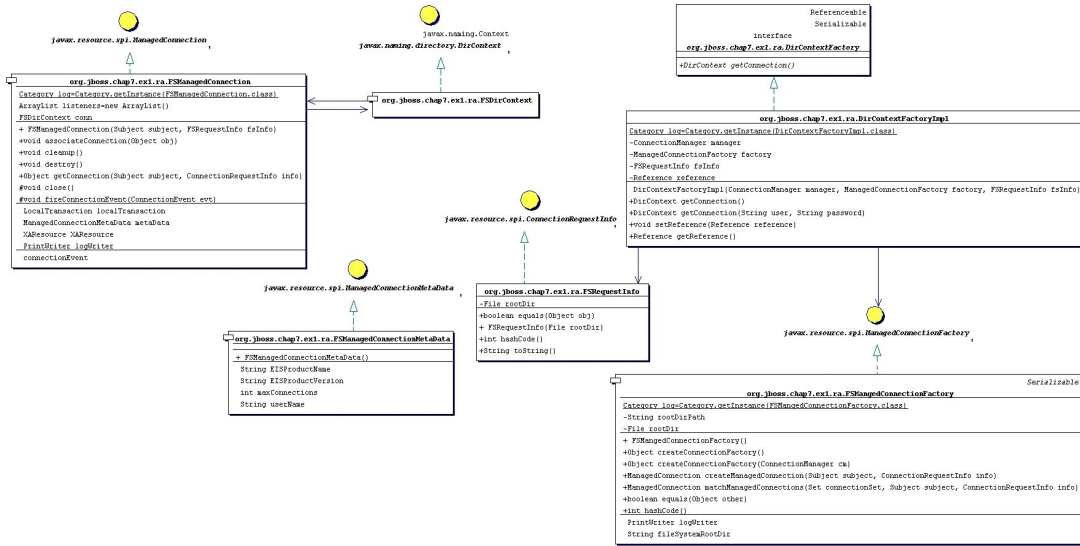 javax.resource.spi.ManagedConnection
org.jboss.chap7.ex1.ra.FSManagedConnection
Category log=Category.getInstance(FSManagedConnection.class)
ArrayList listeners=new ArrayList()
FSDirContext conn
+ FSManagedConnection(Subject subject, FSRequestInfo fsInfo)
+void associateConnection(Object obj)
+void cleanup()
+void destroy()
+Object getConnection(Subject subject, ConnectionRequestInfo info)
#void close()
#void fireConnectionEvent(ConnectionEvent evt)
LocalTransaction localTransaction
ManagedConnectionMetaData metaData
XAResource XAResource
PrintWriter logWriter
connectionEvent
javax.naming.Context
javax.naming.directory.DirContext
org.jboss.chap7.ex1.ra.FSDirContext
Referenceable
Serializable
interface
org.jboss.chap7.ex1.ra.DirContextFactory
+DirContext getConnection()
org.jboss.chap7.ex1.ra.DirContextFactoryImpl
Category log=Category.getInstance(DirContextFactoryImpl.class)
-ConnectionManager manager
-ManagedConnectionFactory factory
-FSRequestInfo fsInfo
-Reference reference
DirContextFactoryImpl(ConnectionManager manager, ManagedConnectionFactory factory, FSRequestInfo fsInfo)
+DirContext getConnection()
+DirContext getConnection(String user, String password)
+void setReference(Reference reference)
+Reference getReference()
javax.resource.spi.ConnectionRequestInfo
org.jboss.chap7.ex1.ra.FSRequestInfo
-File rootDir
+boolean equals(Object obj)
+ FSRequestInfo(File rootDir)
+int hashCode()
+String toString()
javax.resource.spi.ManagedConnectionMetaData
org.jboss.chap7.ex1.ra.FSManagedConnectionMetaData
+ FSManagedConnectionMetaData()
String EISProductName
String EISProductVersion
int maxConnections
String userName
javax.resource.spi.ManagedConnectionFactory
Serializable
org.jboss.chap7.ex1.ra.FSMangedConnectionFactory
Category log=Category.getInstance(FSMangedConnectionFactory.class)
-String rootDirPath
-File rootDir
+ FSMangedConnectionFactory()
+Object createConnectionFactory()
+Object createConnectionFactory(ConnectionManager cm)
+ManagedConnection createManagedConnection(Subject subject, ConnectionRequestInfo info)
+ManagedConnection matchManagedConnections(Set connectionSet, Subject subject, ConnectionRequestInfo info)
+boolean equals(Object other)
+int hashCode()
PrintWriter logWriter
String fileSystemRootDir